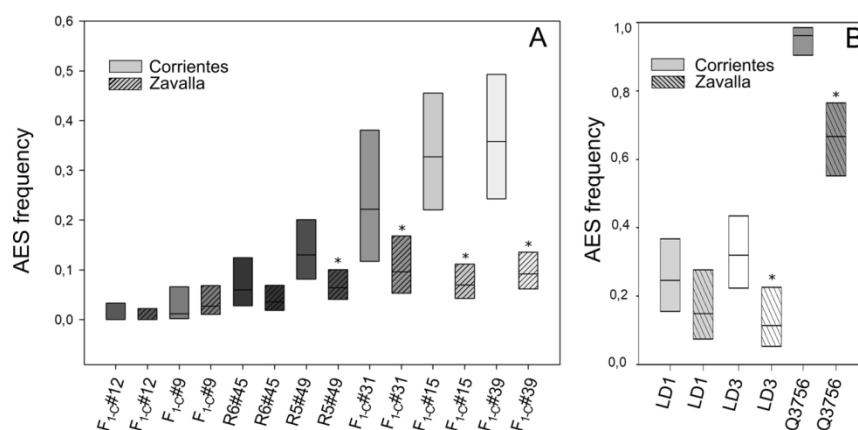 A
AES frequency
0,6
0,5
0,4
0,3
0,2
0,1
0,0
Corrientes
Zavalla
*
*
*
*
F1-C#12
F1-C#12
F1-C#9
F1-C#9
R6#45
R6#45
R5#49
R5#49
F1-C#31
F1-C#31
F1-C#15
F1-C#15
F1-C#39
F1-C#39
B
AES frequency
1,0
0,8
0,6
0,4
0,2
0,0
Corrientes
Zavalla
*
*
LD1
LD1
LD3
LD3
Q3756
Q3756